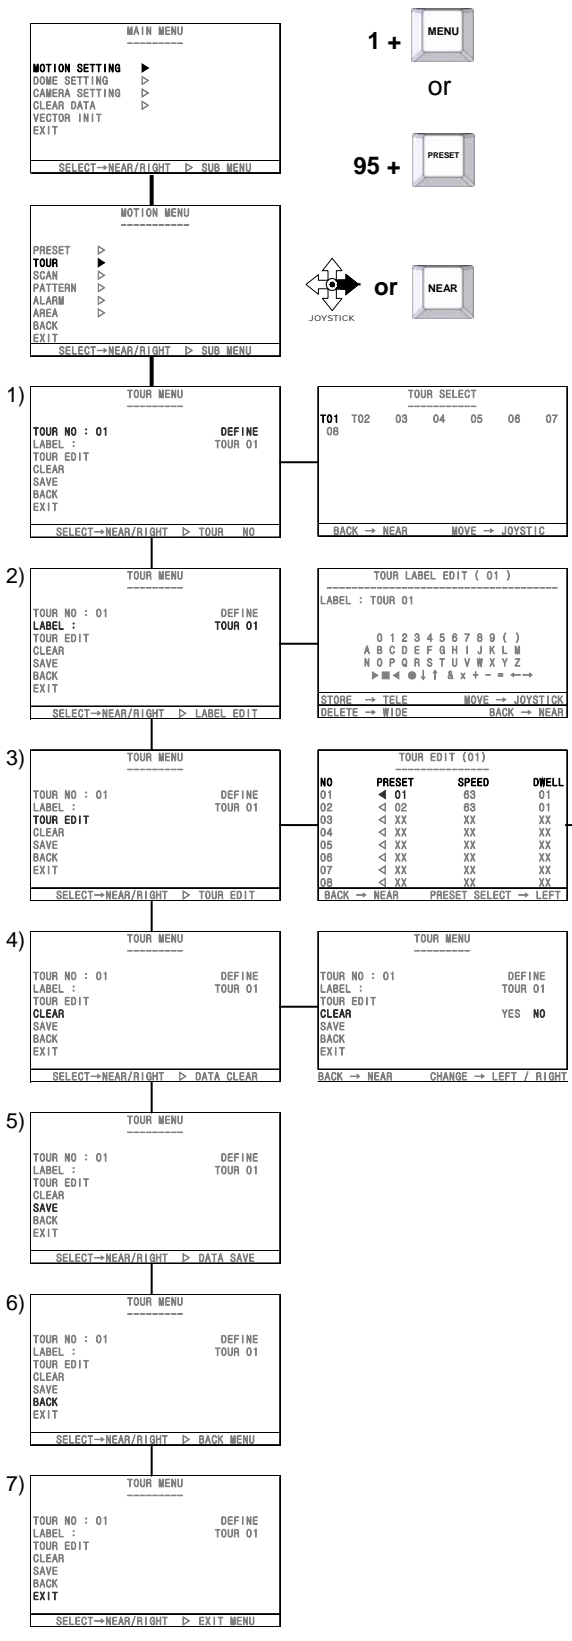 MAIN MENU
----------
MOTION SETTING ▶
DOME SETTING ▷
CAMERA SETTING ▷
CLEAR DATA ▷
VECTOR INIT
EXIT
SELECT→NEAR/RIGHT ▷ SUB MENU
1 + MENU
or
95 + PRESET
MOTION MENU
-----------
PRESET ▷
TOUR ▶
SCAN ▷
PATTERN ▷
ALARM ▷
AREA ▷
BACK
EXIT
SELECT→NEAR/RIGHT ▷ SUB MENU
or NEAR
JOYSTICK
1)
TOUR MENU
---------
TOUR NO : 01 DEFINE
LABEL : TOUR 01
TOUR EDIT
CLEAR
SAVE
BACK
EXIT
SELECT→NEAR/RIGHT ▷ TOUR NO
TOUR SELECT
-----------
T01 T02 03 04 05 06 07
08
BACK → NEAR MOVE → JOYSTIC
2)
TOUR MENU
---------
TOUR NO : 01 DEFINE
LABEL : TOUR 01
TOUR EDIT
CLEAR
SAVE
BACK
EXIT
SELECT→NEAR/RIGHT ▷ LABEL EDIT
TOUR LABEL EDIT ( 01 )
-------------------------------------
LABEL : TOUR 01
0 1 2 3 4 5 6 7 8 9 ( )
A B C D E F G H I J K L M
N O P Q R S T U V W X Y Z
▶■◀ ●↓↑ & x + - = ←→
STORE → TELE MOVE → JOYSTICK
DELETE → WIDE BACK → NEAR
3)
TOUR MENU
---------
TOUR NO : 01 DEFINE
LABEL : TOUR 01
TOUR EDIT
CLEAR
SAVE
BACK
EXIT
SELECT→NEAR/RIGHT ▷ TOUR EDIT
TOUR EDIT (01)
---------------
NO PRESET SPEED DWELL
01 ◀ 01 63 01
02 ◁ 02 63 01
03 ◁ XX XX XX
04 ◁ XX XX XX
05 ◁ XX XX XX
06 ◁ XX XX XX
07 ◁ XX XX XX
08 ◁ XX XX XX
BACK → NEAR PRESET SELECT → LEFT
4)
TOUR MENU
---------
TOUR NO : 01 DEFINE
LABEL : TOUR 01
TOUR EDIT
CLEAR
SAVE
BACK
EXIT
SELECT→NEAR/RIGHT ▷ DATA CLEAR
TOUR MENU
---------
TOUR NO : 01 DEFINE
LABEL : TOUR 01
TOUR EDIT
CLEAR YES NO
SAVE
BACK
EXIT
BACK → NEAR CHANGE → LEFT / RIGHT
5)
TOUR MENU
---------
TOUR NO : 01 DEFINE
LABEL : TOUR 01
TOUR EDIT
CLEAR
SAVE
BACK
EXIT
SELECT→NEAR/RIGHT ▷ DATA SAVE
6)
TOUR MENU
---------
TOUR NO : 01 DEFINE
LABEL : TOUR 01
TOUR EDIT
CLEAR
SAVE
BACK
EXIT
SELECT→NEAR/RIGHT ▷ BACK MENU
7)
TOUR MENU
---------
TOUR NO : 01 DEFINE
LABEL : TOUR 01
TOUR EDIT
CLEAR
SAVE
BACK
EXIT
SELECT→NEAR/RIGHT ▷ EXIT MENU